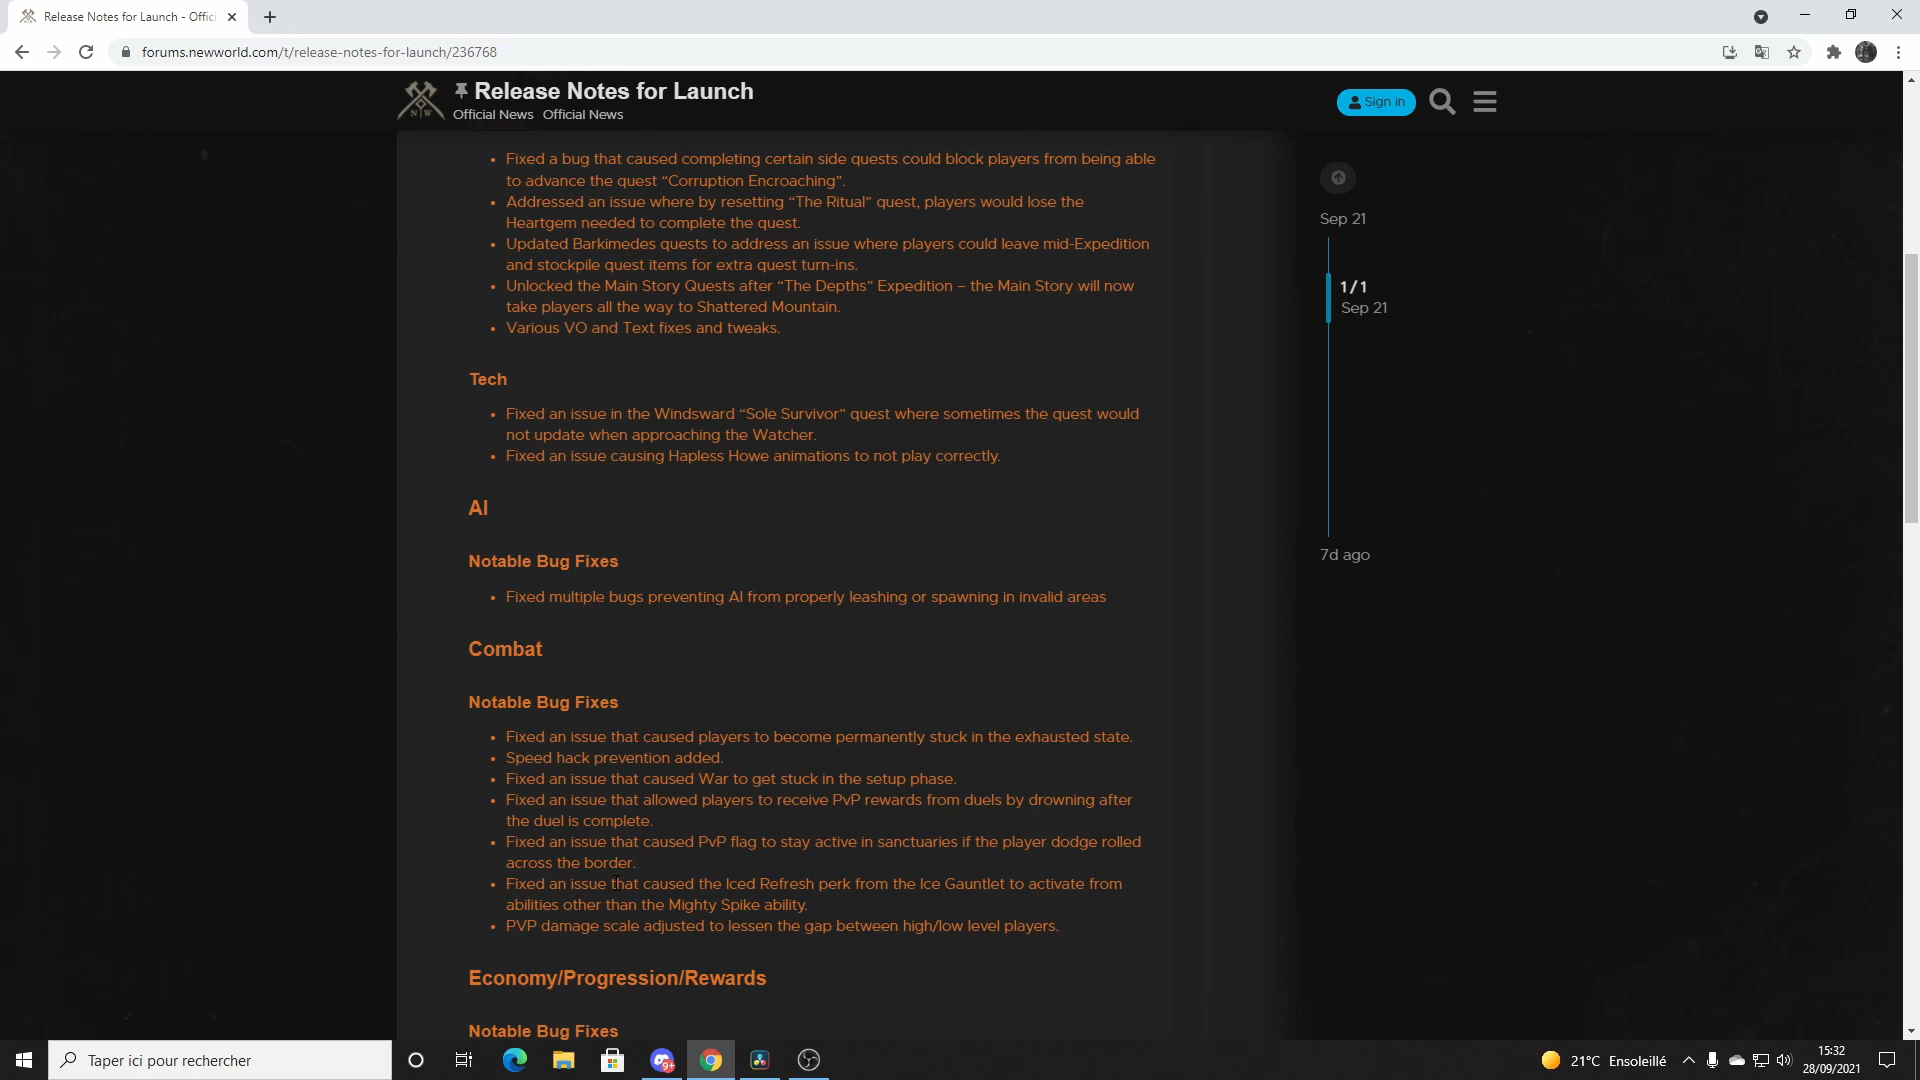 Release Notes for Launch - Offici
forums.newworld.com/t/release-notes-for-launch/236768
Release Notes for Launch
Official News Official News
Sign in
N W
Fixed a bug that caused completing certain side quests could block players from being able
to advance the quest “Corruption Encroaching”.
Addressed an issue where by resetting “The Ritual” quest, players would lose the
Heartgem needed to complete the quest.
Updated Barkimedes quests to address an issue where players could leave mid-Expedition
and stockpile quest items for extra quest turn-ins.
Unlocked the Main Story Quests after “The Depths” Expedition – the Main Story will now
take players all the way to Shattered Mountain.
Various VO and Text fixes and tweaks.
Tech
Fixed an issue in the Windsward “Sole Survivor” quest where sometimes the quest would
not update when approaching the Watcher.
Fixed an issue causing Hapless Howe animations to not play correctly.
AI
Notable Bug Fixes
Fixed multiple bugs preventing AI from properly leashing or spawning in invalid areas
Combat
Notable Bug Fixes
Fixed an issue that caused players to become permanently stuck in the exhausted state.
Speed hack prevention added.
Fixed an issue that caused War to get stuck in the setup phase.
Fixed an issue that allowed players to receive PvP rewards from duels by drowning after
the duel is complete.
Fixed an issue that caused PvP flag to stay active in sanctuaries if the player dodge rolled
across the border.
Fixed an issue that caused the Iced Refresh perk from the Ice Gauntlet to activate from
abilities other than the Mighty Spike ability.
PVP damage scale adjusted to lessen the gap between high/low level players.
Economy/Progression/Rewards
Notable Bug Fixes
Sep 21
1/1
Sep 21
7d ago
Taper ici pour rechercher
9+
21°C Ensoleillé
15:32
28/09/2021